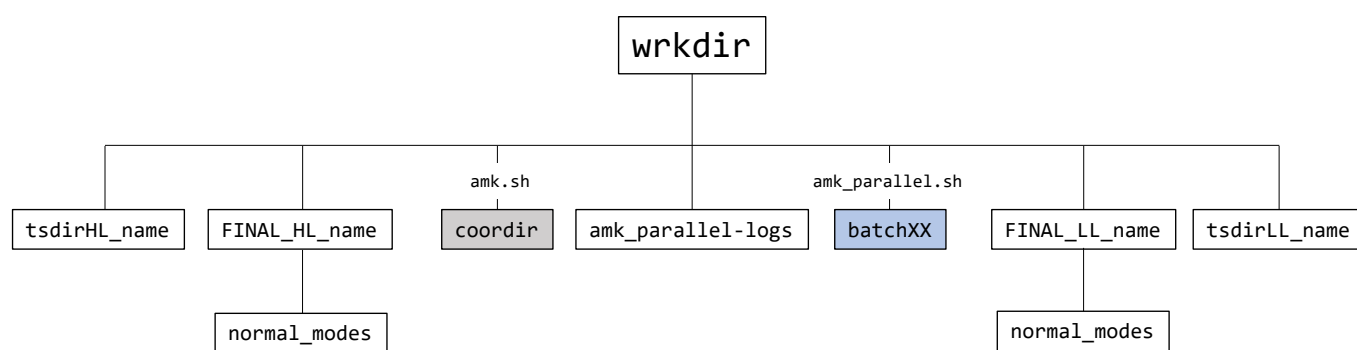 wrkdir
amk.sh
amk_parallel.sh
tsdirHL_name
FINAL_HL_name
coordir
amk_parallel-logs
batchXX
FINAL_LL_name
tsdirLL_name
normal_modes
normal_modes